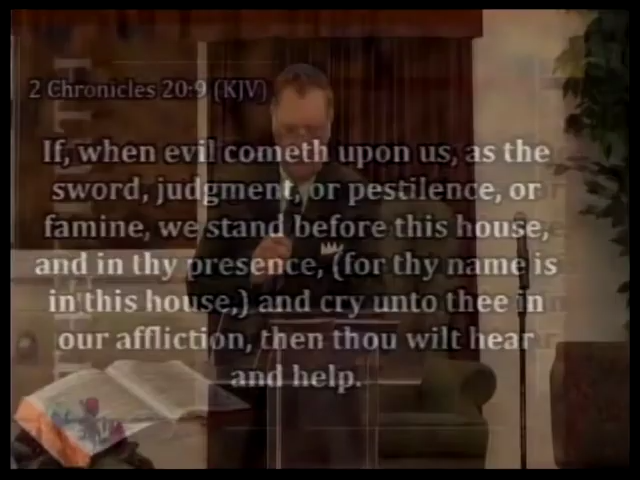 2 Chronicles 20:9 (KJV)
If, when evil cometh upon us, as the
sword, judgment, or pestilence, or
famine, we stand before this house,
and in thy presence, (for thy name is
in this house,) and cry unto thee in
our affliction, then thou wilt hear
and help.